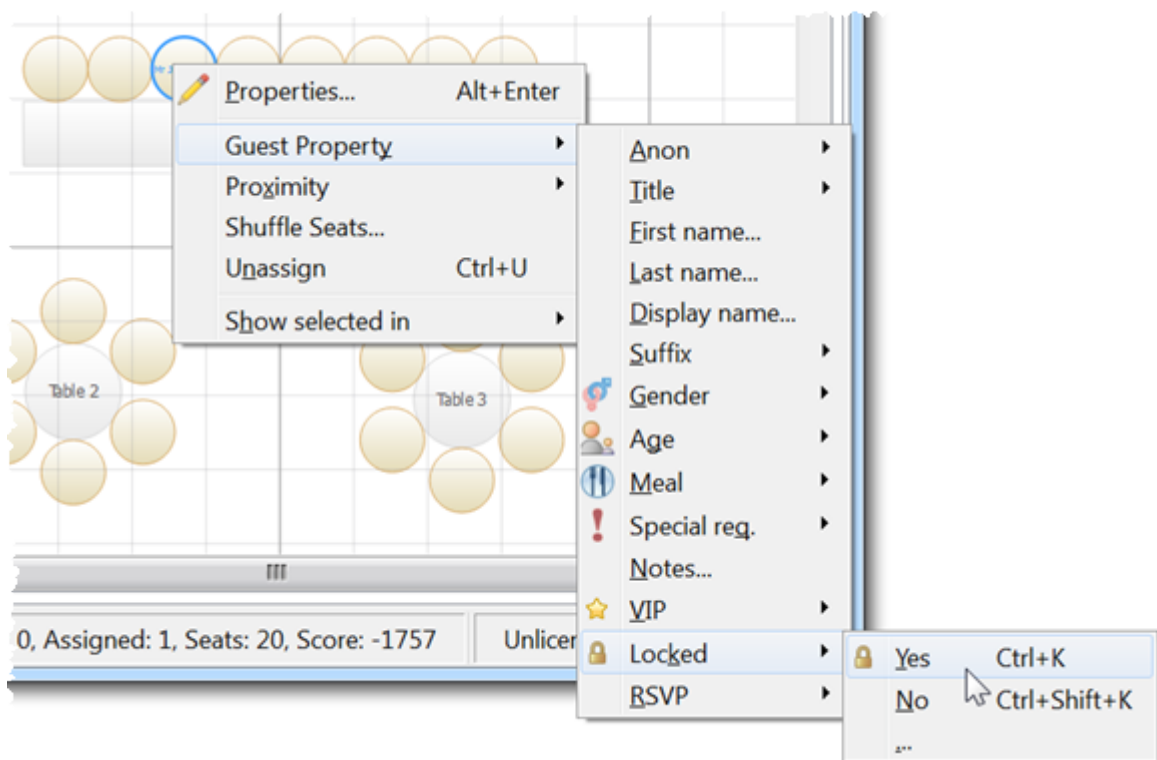 Properties... Alt+Enter
Guest Property
Proximity
Shuffle Seats...
Unassign Ctrl+U
Show selected in
Anon
Title
First name...
Last name...
Display name...
Suffix
Gender
Age
Meal
Special req.
Notes...
VIP
Locked
RSVP
Yes Ctrl+K
No Ctrl+Shift+K
...
Table 2
Table 3
0, Assigned: 1, Seats: 20, Score: -1757